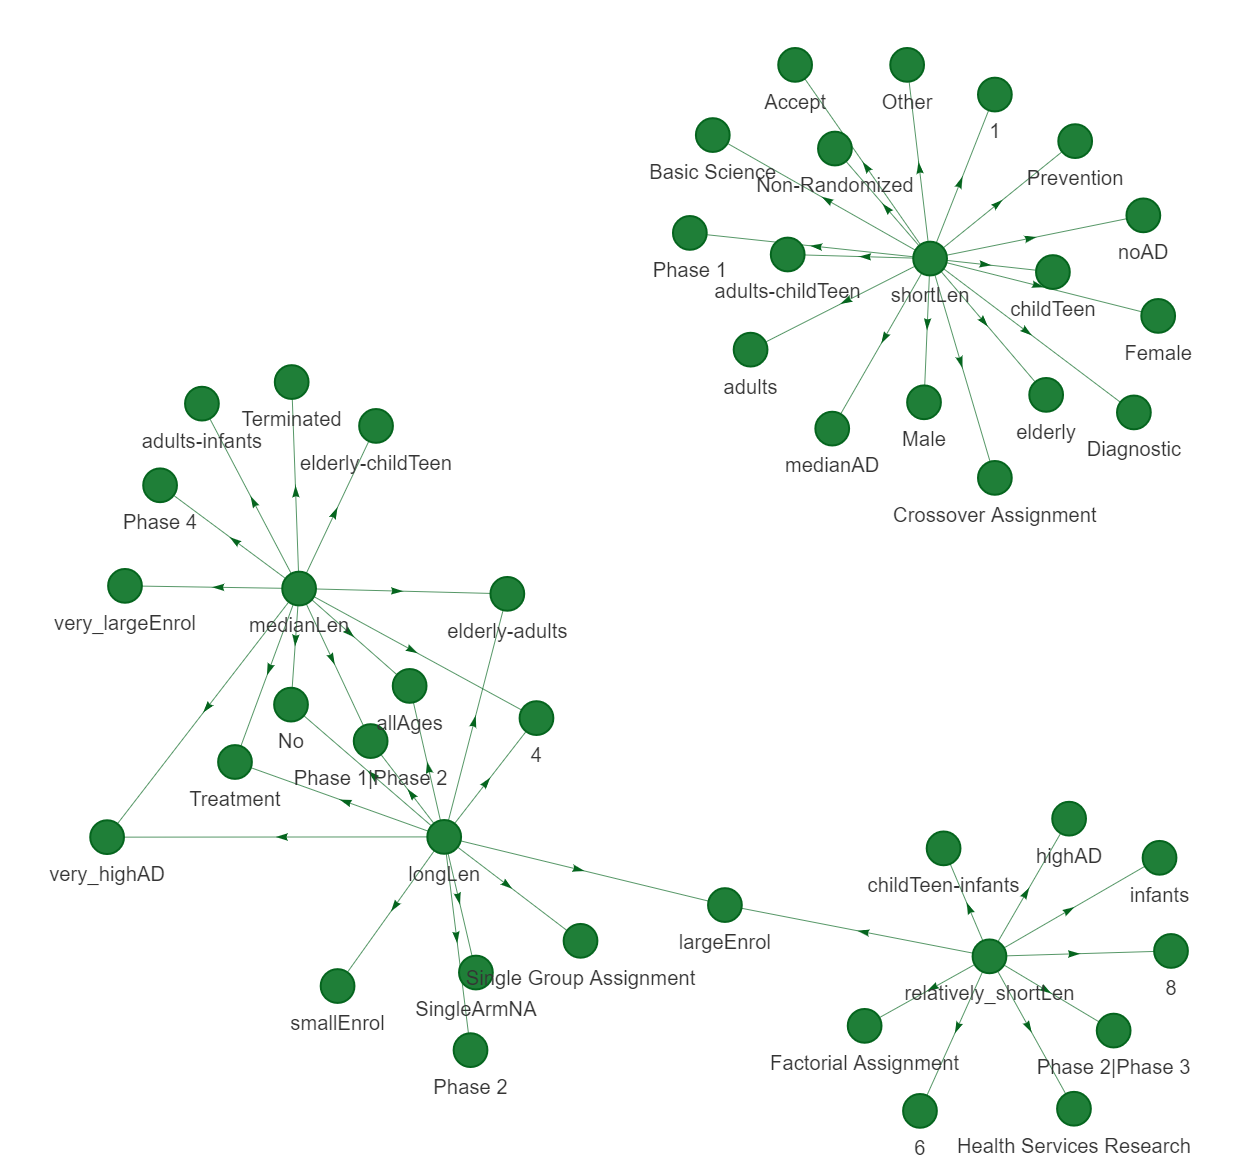 Accept
Other
1
Basic Science
Non-Randomized
Prevention
Phase 1
adults-childTeen
shortLen
noAD
childTeen
Female
adults
medianAD
Male
elderly
Diagnostic
Crossover Assignment
adults-infants
Terminated
elderly-childTeen
Phase 4
very_largeEnrol
medianLen
elderly-adults
No
allAges
4
Treatment
Phase 1|Phase 2
very_highAD
longLen
largeEnrol
smallEnrol
SingleArmNA
Single Group Assignment
Phase 2
childTeen-infants
highAD
infants
relatively_shortLen
8
Factorial Assignment
Phase 2|Phase 3
6
Health Services Research